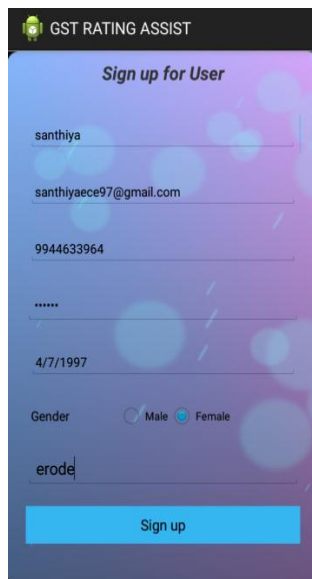 GST RATING ASSIST
Sign up for User
santhiya
santhiyaece97@gmail.com
9944633964
••••••
4/7/1997
Gender Male Female
erode
Sign up